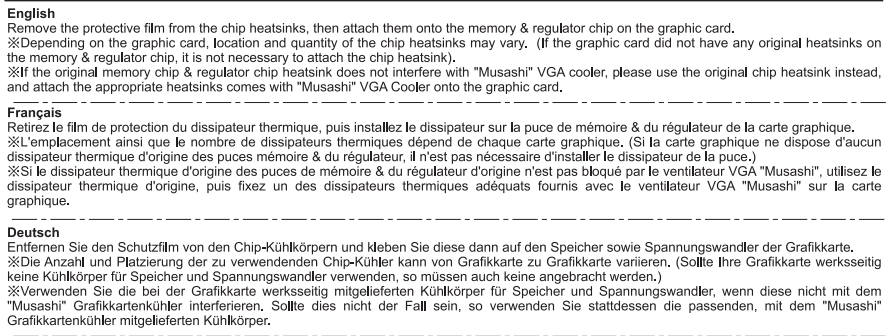 English
Remove the protective film from the chip heatsinks, then attach them onto the memory & regulator chip on the graphic card.
※Depending on the graphic card, location and quantity of the chip heatsinks may vary. (If the graphic card did not have any original heatsinks on
the memory & regulator chip, it is not necessary to attach the chip heatsink).
※If the original memory chip & regulator chip heatsink does not interfere with "Musashi" VGA cooler, please use the original chip heatsink instead,
and attach the appropriate heatsinks comes with "Musashi" VGA Cooler onto the graphic card.
Français
Retirez le film de protection du dissipateur thermique, puis installez le dissipateur sur la puce de mémoire & du régulateur de la carte graphique.
※L'emplacement ainsi que le nombre de dissipateurs thermiques dépend de chaque carte graphique. (Si la carte graphique ne dispose d'aucun
dissipateur thermique d'origine des puces mémoire & du régulateur, il n'est pas nécessaire d'installer le dissipateur de la puce.)
※Si le dissipateur thermique d'origine des puces de mémoire & du régulateur d'origine n'est pas bloqué par le ventilateur VGA "Musashi", utilisez le
dissipateur thermique d'origine, puis fixez un des dissipateurs thermiques adéquats fournis avec le ventilateur VGA "Musashi" sur la carte
graphique.
Deutsch
Entfernen Sie den Schutzfilm von den Chip-Kühlkörpern und kleben Sie diese dann auf den Speicher sowie Spannungswandler der Grafikkarte.
※Die Anzahl und Platzierung der zu verwendenden Chip-Kühler kann von Grafikkarte zu Grafikkarte variieren. (Sollte Ihre Grafikkarte werksseitig
keine Kühlkörper für Speicher und Spannungswandler verwenden, so müssen auch keine angebracht werden.)
※Verwenden Sie die bei der Grafikkarte werksseitig mitgelieferten Kühlkörper für Speicher und Spannungswandler, wenn diese nicht mit dem
"Musashi" Grafikkartenkühler interferieren. Sollte dies nicht der Fall sein, so verwenden Sie stattdessen die passenden, mit dem "Musashi"
Grafikkartenkühler mitgelieferten Kühlkörper.